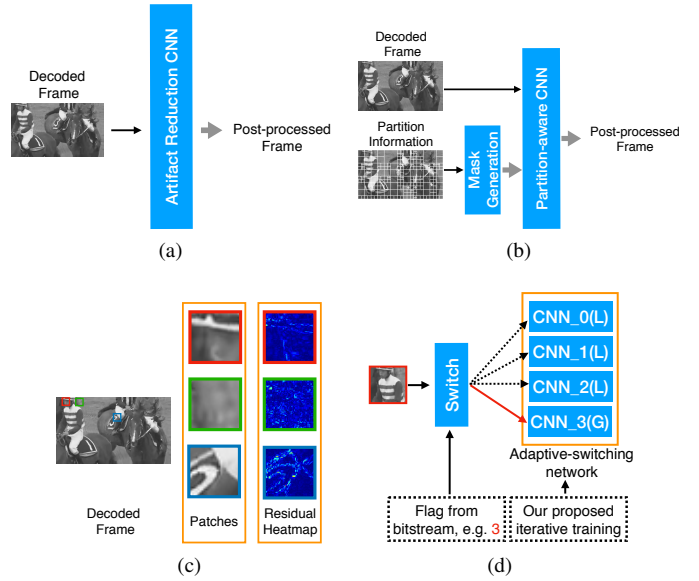 Decoded
Frame
Artifact Reduction CNN
Post-processed
Frame
(a)
Decoded
Frame
Partition
Information
Mask
Generation
Partition-aware CNN
Post-processed
Frame
(b)
Decoded
Frame
Patches
Residual
Heatmap
(c)
Switch
CNN_0(L)
CNN_1(L)
CNN_2(L)
CNN_3(G)
Adaptive-switching
network
Flag from
bitstream, e.g. 3
Our proposed
iterative training
(d)